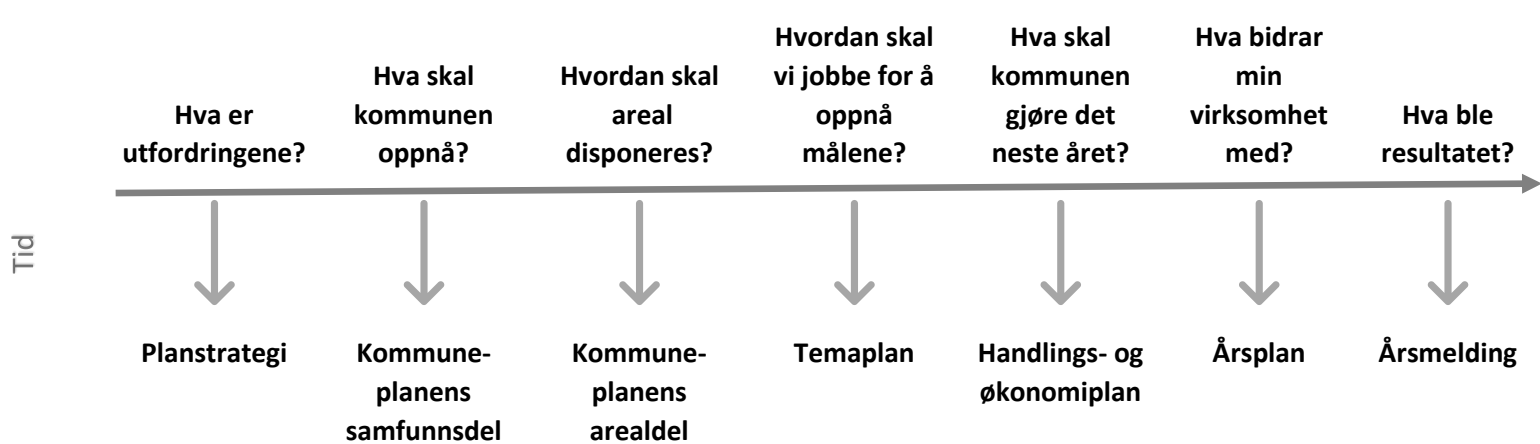 Hva er
utfordringene?
Hva skal
kommunen
oppnå?
Hvordan skal
areal
disponeres?
Hvordan skal
vi jobbe for å
oppnå
målene?
Hva skal
kommunen
gjøre det
neste året?
Hva bidrar
min
virksomhet
med?
Hva ble
resultatet?
Tid
Planstrategi
Kommune-
planens
samfunnsdel
Kommune-
planens
arealdel
Temaplan
Handlings- og
økonomiplan
Årsplan
Årsmelding